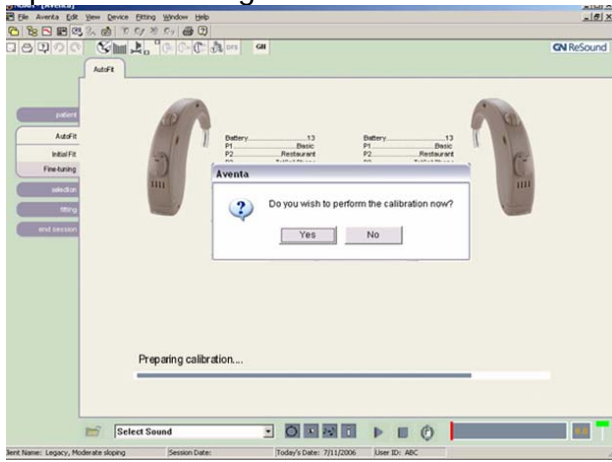 File Aventa Edit View Device Fitting Window Help
DFS GN
GN ReSound
AutoFit
patient
AutoFit
Initial Fit
Fine-tuning
selection
fitting
end session
Battery 13
P1 Basic
P2 Restaurant
Battery 13
P1 Basic
P2 Restaurant
Aventa
Do you wish to perform the calibration now?
Yes No
Preparing calibration....
Select Sound
Client Name: Legacy, Moderate sloping Session Date: Today's Date: 7/11/2006 User ID: ABC